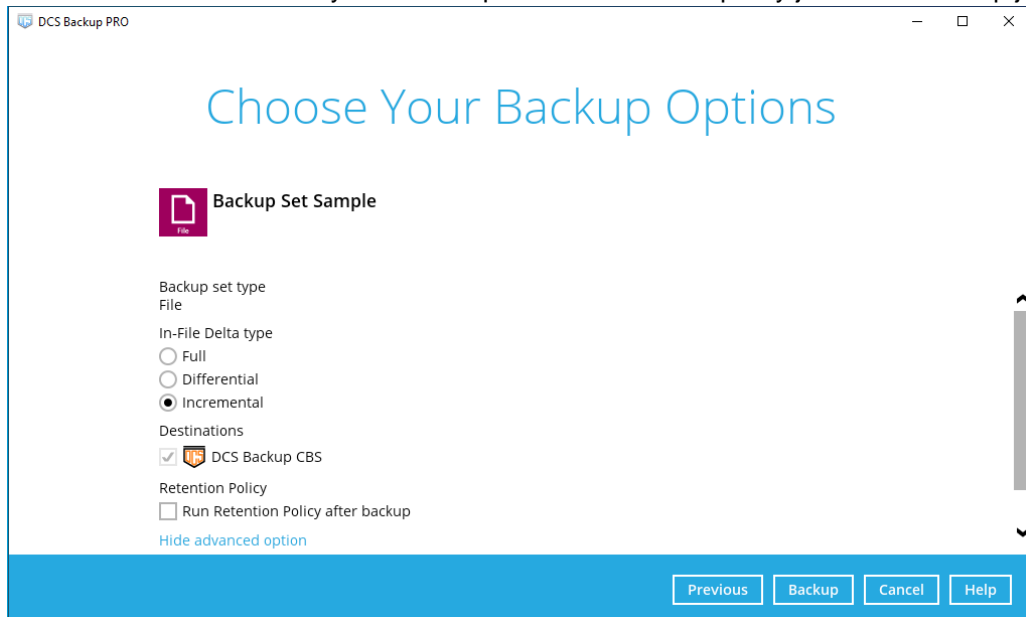 DCS Backup PRO
Choose Your Backup Options
Backup Set Sample
File
Backup set type
File
In-File Delta type
Full
Differential
Incremental
Destinations
DCS Backup CBS
Retention Policy
Run Retention Policy after backup
Hide advanced option
Previous Backup Cancel Help